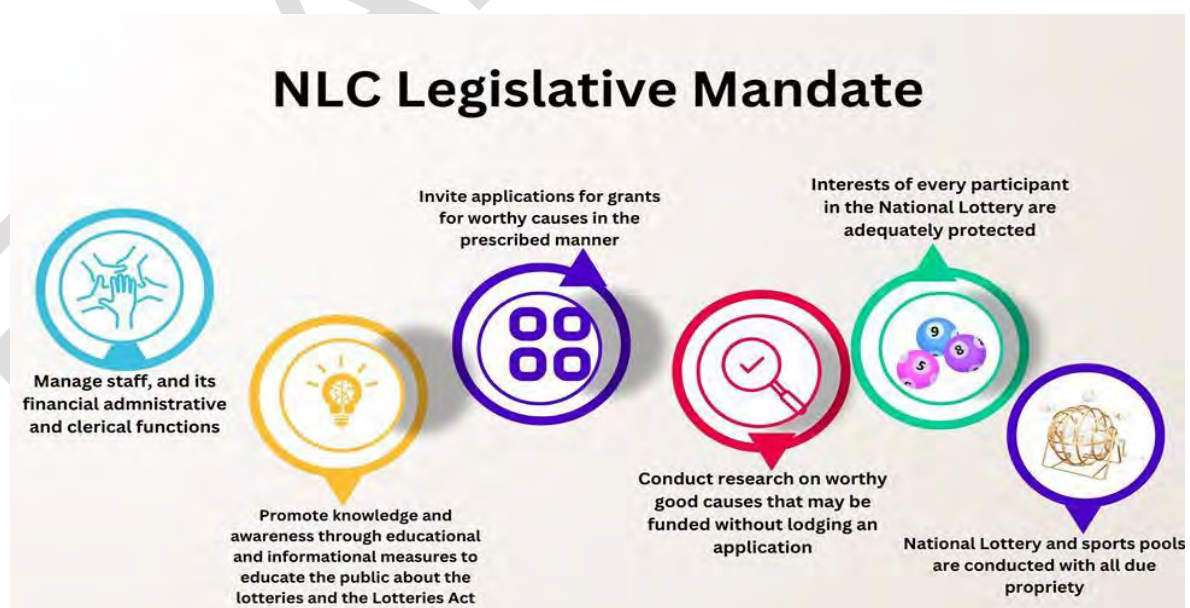 NLC Legislative Mandate
Manage staff, and its
financial admnistrative
and clerical functions
Promote knowledge and
awareness through educational
and informational measures to
educate the public about the
lotteries and the Lotteries Act
Invite applications for grants
for worthy causes in the
prescribed manner
Conduct research on worthy
good causes that may be
funded without lodging an
application
Interests of every participant
in the National Lottery are
adequately protected
9
8
5
National Lottery and sports pools
are conducted with all due
propriety